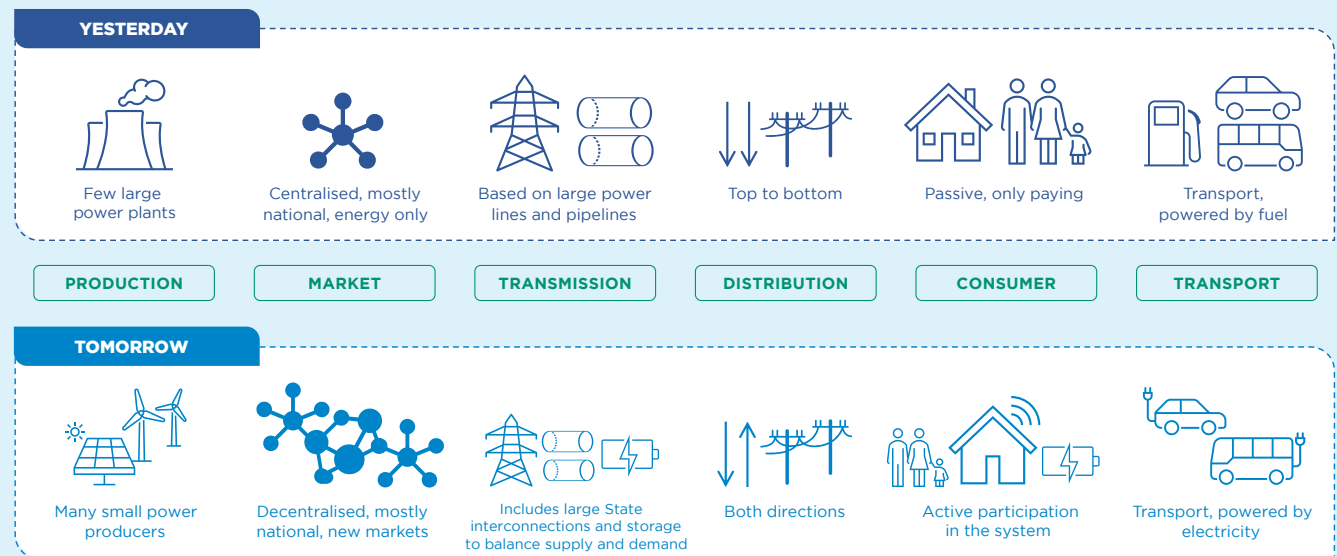 YESTERDAY
Few large
power plants
Centralised, mostly
national, energy only
Based on large power
lines and pipelines
Top to bottom
Passive, only paying
Transport,
powered by fuel
PRODUCTION
MARKET
TRANSMISSION
DISTRIBUTION
CONSUMER
TRANSPORT
TOMORROW
Many small power
producers
Decentralised, mostly
national, new markets
Includes large State
interconnections and storage
to balance supply and demand
Both directions
Active participation
in the system
Transport, powered by
electricity